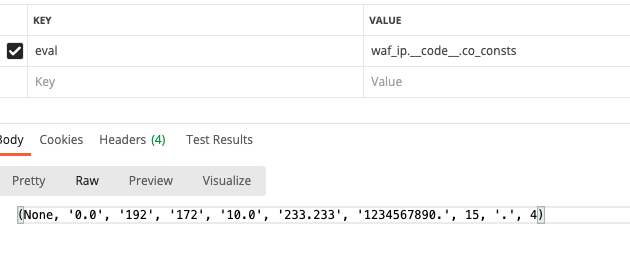 KEY VALUE
eval waf_ip.__code__.co_consts
Key Value
Body Cookies Headers (4) Test Results
Pretty Raw Preview Visualize
(None, '0.0', '192', '172', '10.0', '233.233', '1234567890.', 15, '.', 4)